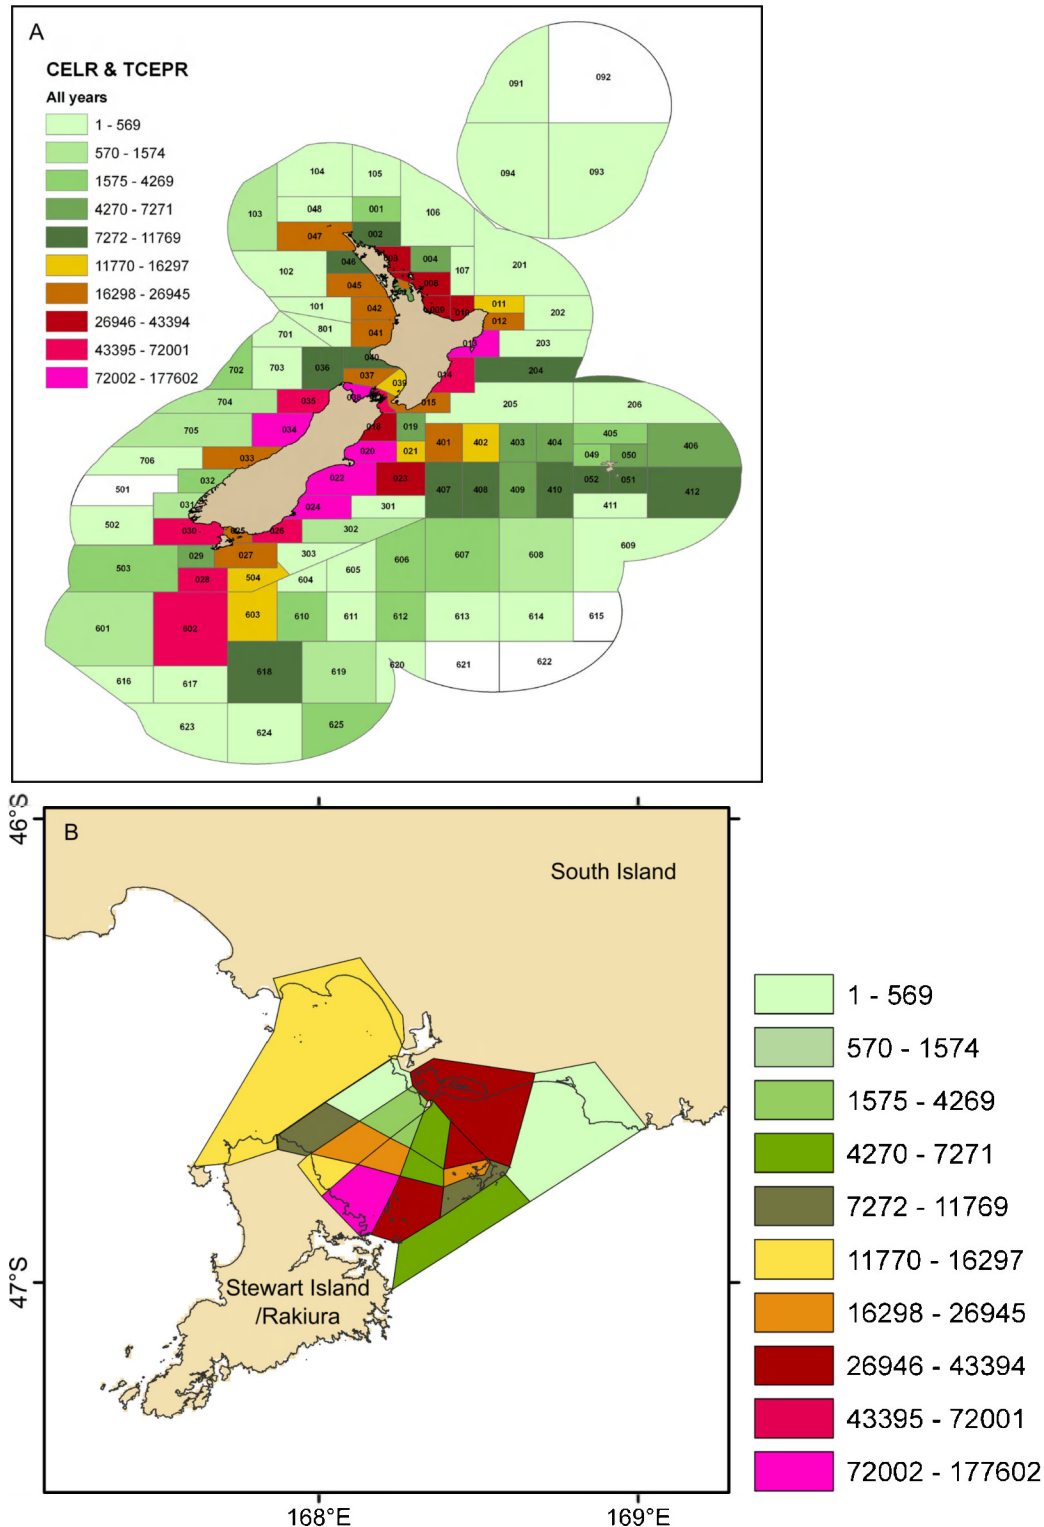 A
CELR & TCEPR
All years
1 - 569
570 - 1574
1575 - 4269
4270 - 7271
7272 - 11769
11770 - 16297
16298 - 26945
26946 - 43394
43395 - 72001
72002 - 177602
091 092
094 093
104 105
103 048 001 106
047 002
046 004 107 201
102 045
101 042 011 202
701 801 041 012
203
040
702 703 036 037 039 014 204
704 035 015 205 206
705 034 018 019 405 406
706 033 020 021 401 402 403 404 049 050
501 032 022 023 407 408 409 410 052 051 412
031 024 301 411
502 030 026 302
503 029 027 303 606 607 608 609
028 504 604 605
601 602 603 610 611 612 613 614 615
616 617 618 619 620 621 622
623 624 625
B
46°S
South Island
47°S
Stewart Island
/Rakiura
168°E 169°E
1 - 569
570 - 1574
1575 - 4269
4270 - 7271
7272 - 11769
11770 - 16297
16298 - 26945
26946 - 43394
43395 - 72001
72002 - 177602